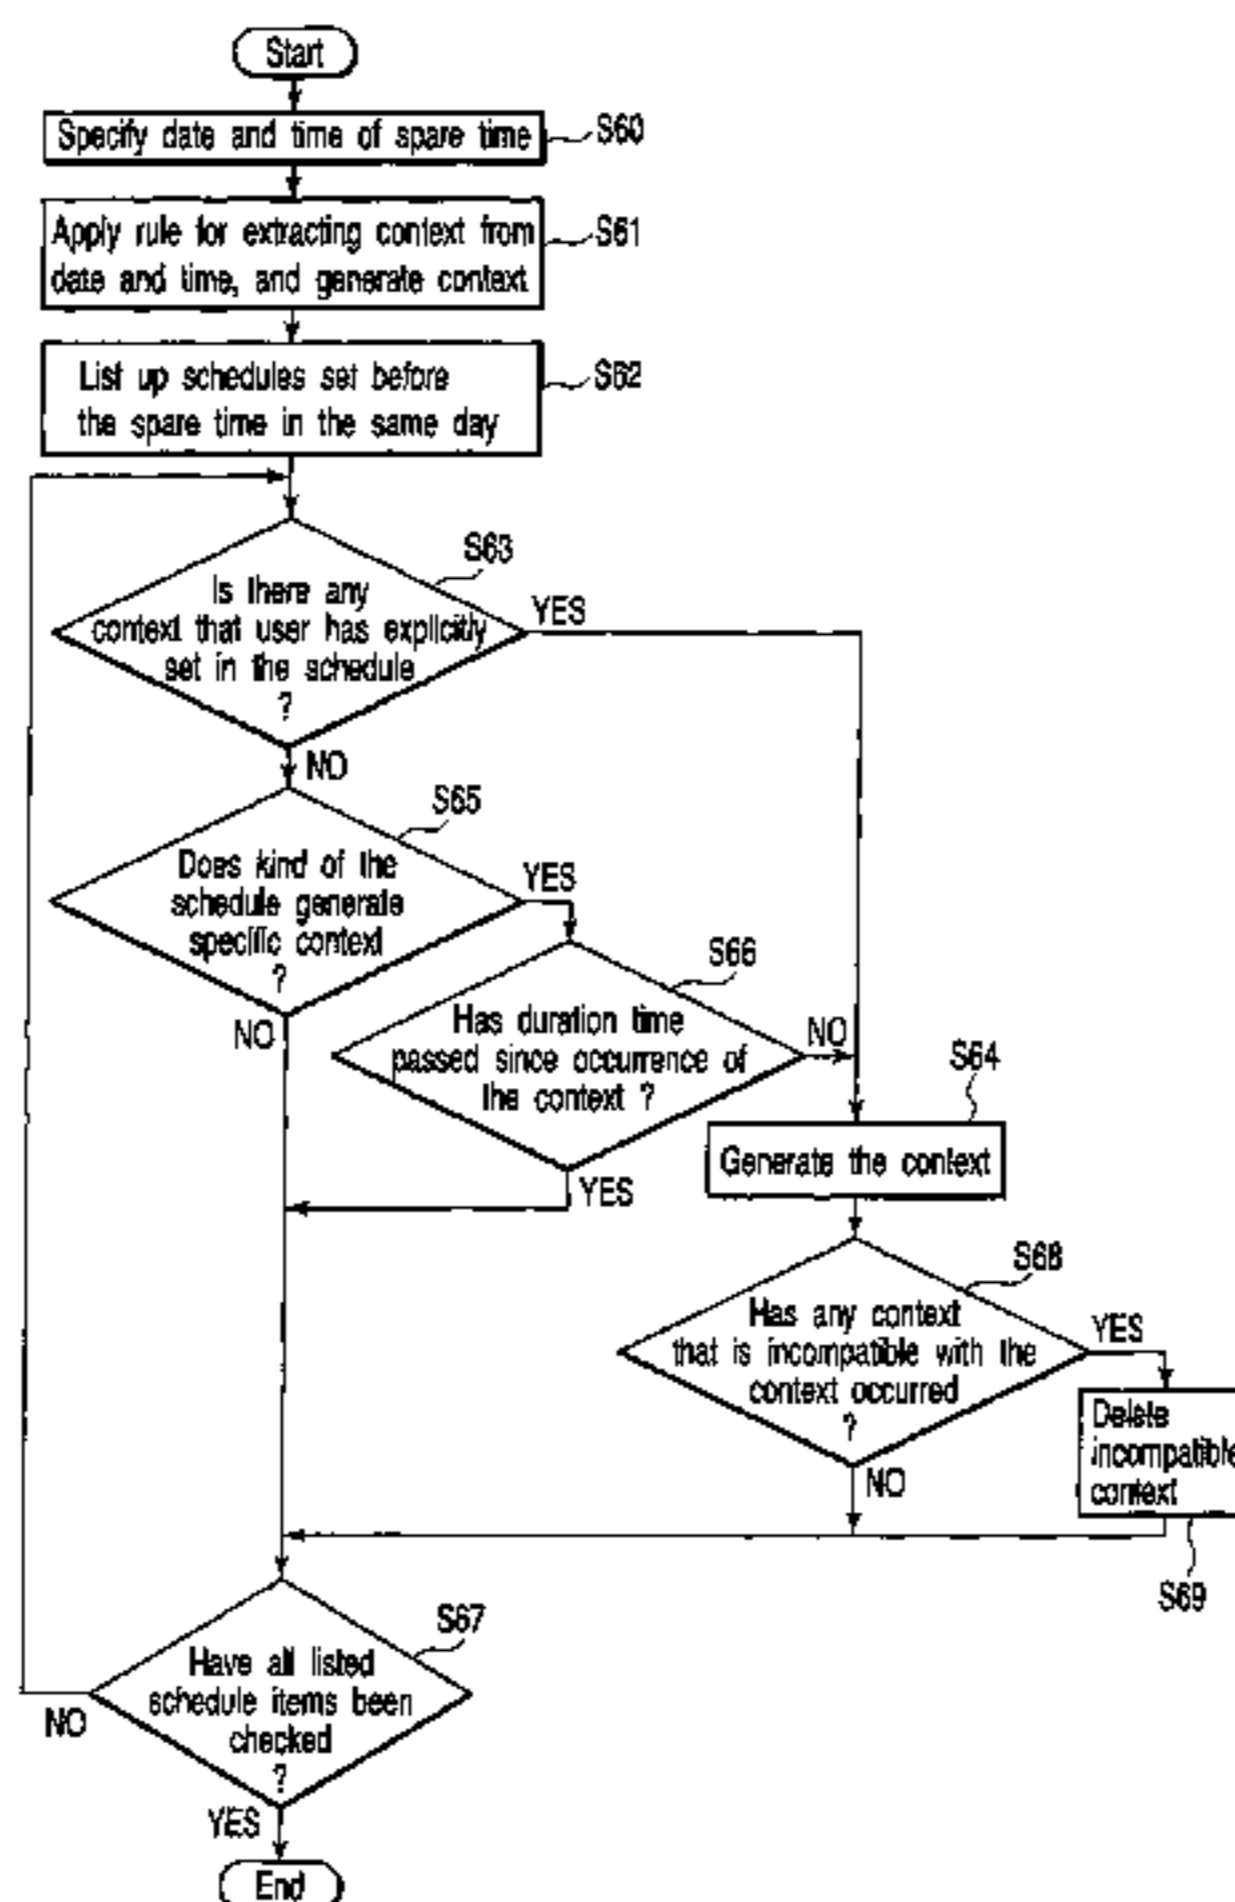 Start
Specify date and time of spare time
S60
Apply rule for extracting context from
date and time, and generate context
S61
List up schedules set before
the spare time in the same day
S62
S63
Is there any
context that user has explicitly
set in the schedule
?
YES
NO
S65
Does kind of the
schedule generate
specific context
?
YES
NO
S66
Has duration time
passed since occurrence of
the context ?
NO
YES
S64
Generate the context
S68
Has any context
that is incompatible with the
context occurred
?
YES
NO
Delete
incompatible
context
S69
S67
Have all listed
schedule items been
checked
?
NO
YES
End